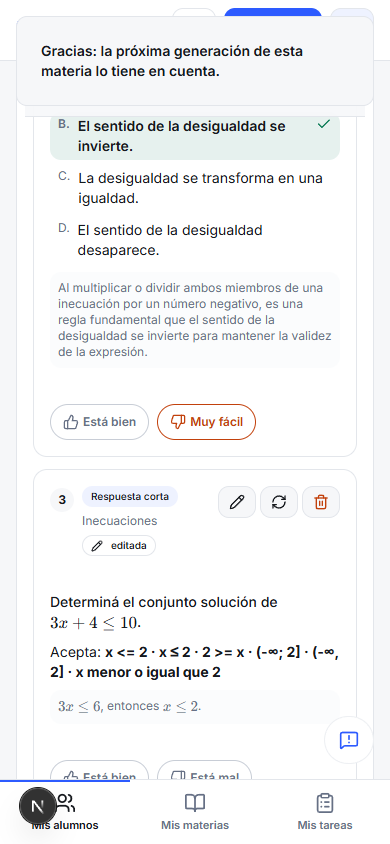 Gracias: la próxima generación de esta
materia lo tiene en cuenta.
B. El sentido de la desigualdad se
invierte.
C. La desigualdad se transforma en una
igualdad.
D. El sentido de la desigualdad
desaparece.
Al multiplicar o dividir ambos miembros de una
inecuación por un número negativo, es una
regla fundamental que el sentido de la
desigualdad se invierte para mantener la validez
de la expresión.
Está bien
Muy fácil
3
Respuesta corta
Inecuaciones
editada
Determiná el conjunto solución de
3x + 4 ≤ 10.
Acepta: x <= 2 · x ≤ 2 · 2 >= x · (-∞; 2] · (-∞,
2] · x menor o igual que 2
3x ≤ 6, entonces x ≤ 2.
Está bien
Está mal
N
Mis alumnos
Mis materias
Mis tareas